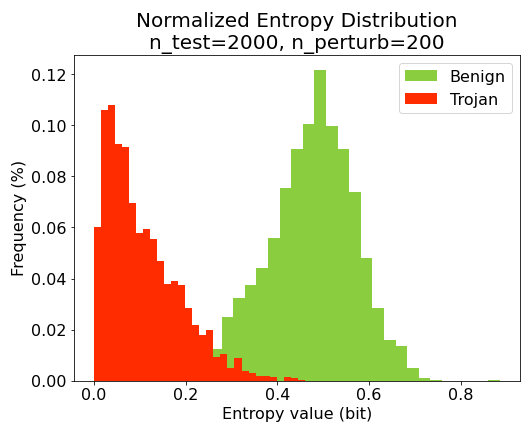 Normalized Entropy Distribution
n_test=2000, n_perturb=200
Benign
Trojan
Frequency (%)
0.12
0.10
0.08
0.06
0.04
0.02
0.00
0.0 0.2 0.4 0.6 0.8
Entropy value (bit)